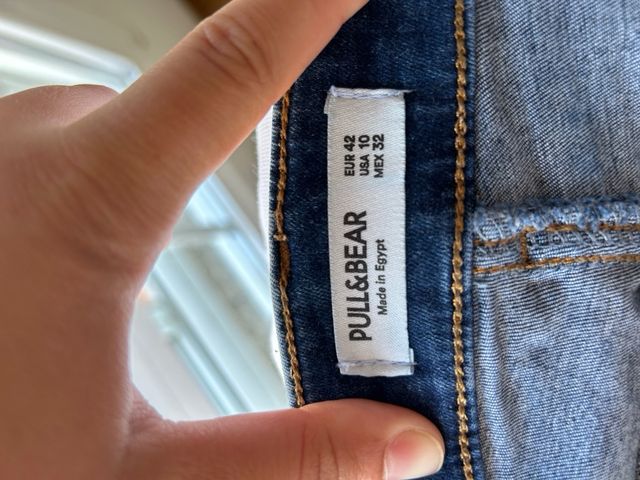 PULL&BEAR
Made in Egypt
EUR 42
USA 10
MEX 32